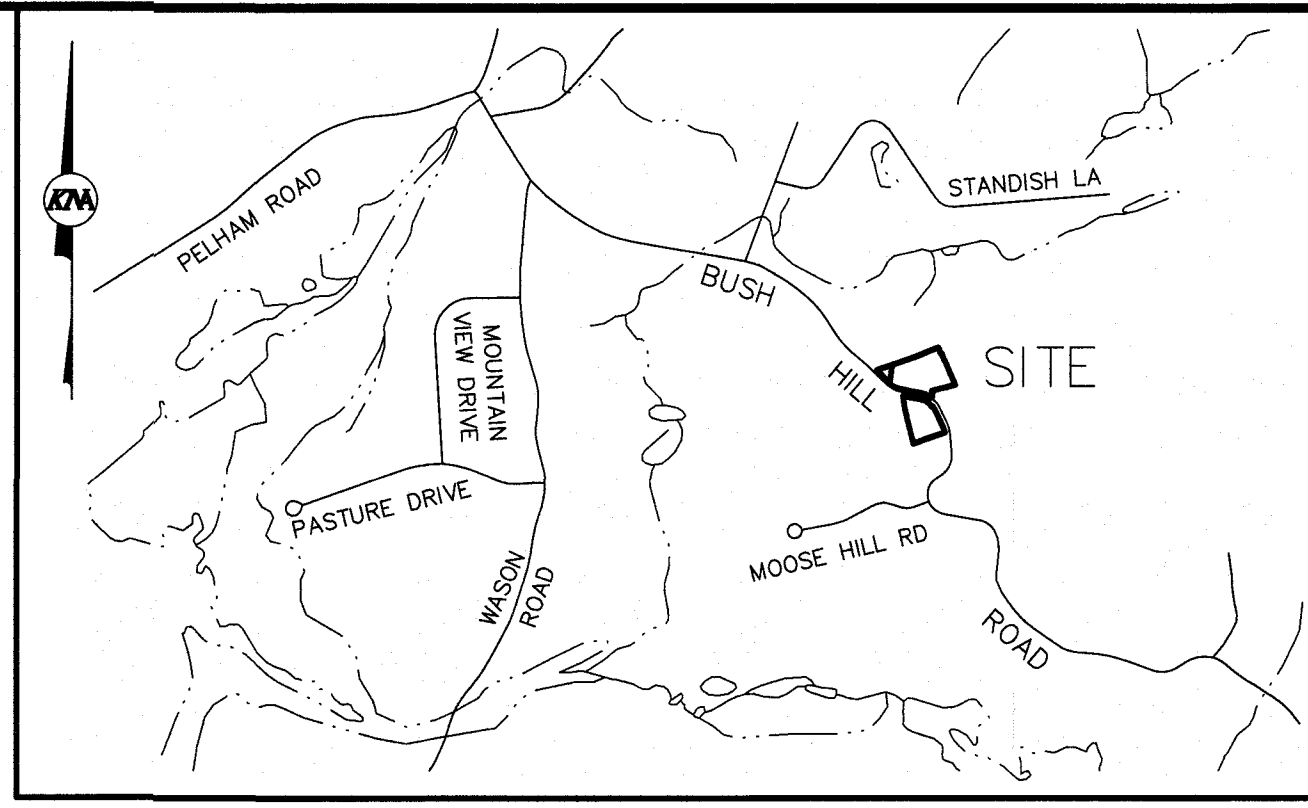 KNA
PELHAM ROAD
STANDISH LA
BUSH
HILL
SITE
MOUNTAIN
VIEW DRIVE
PASTURE DRIVE
WASON
ROAD
MOOSE HILL RD
ROAD